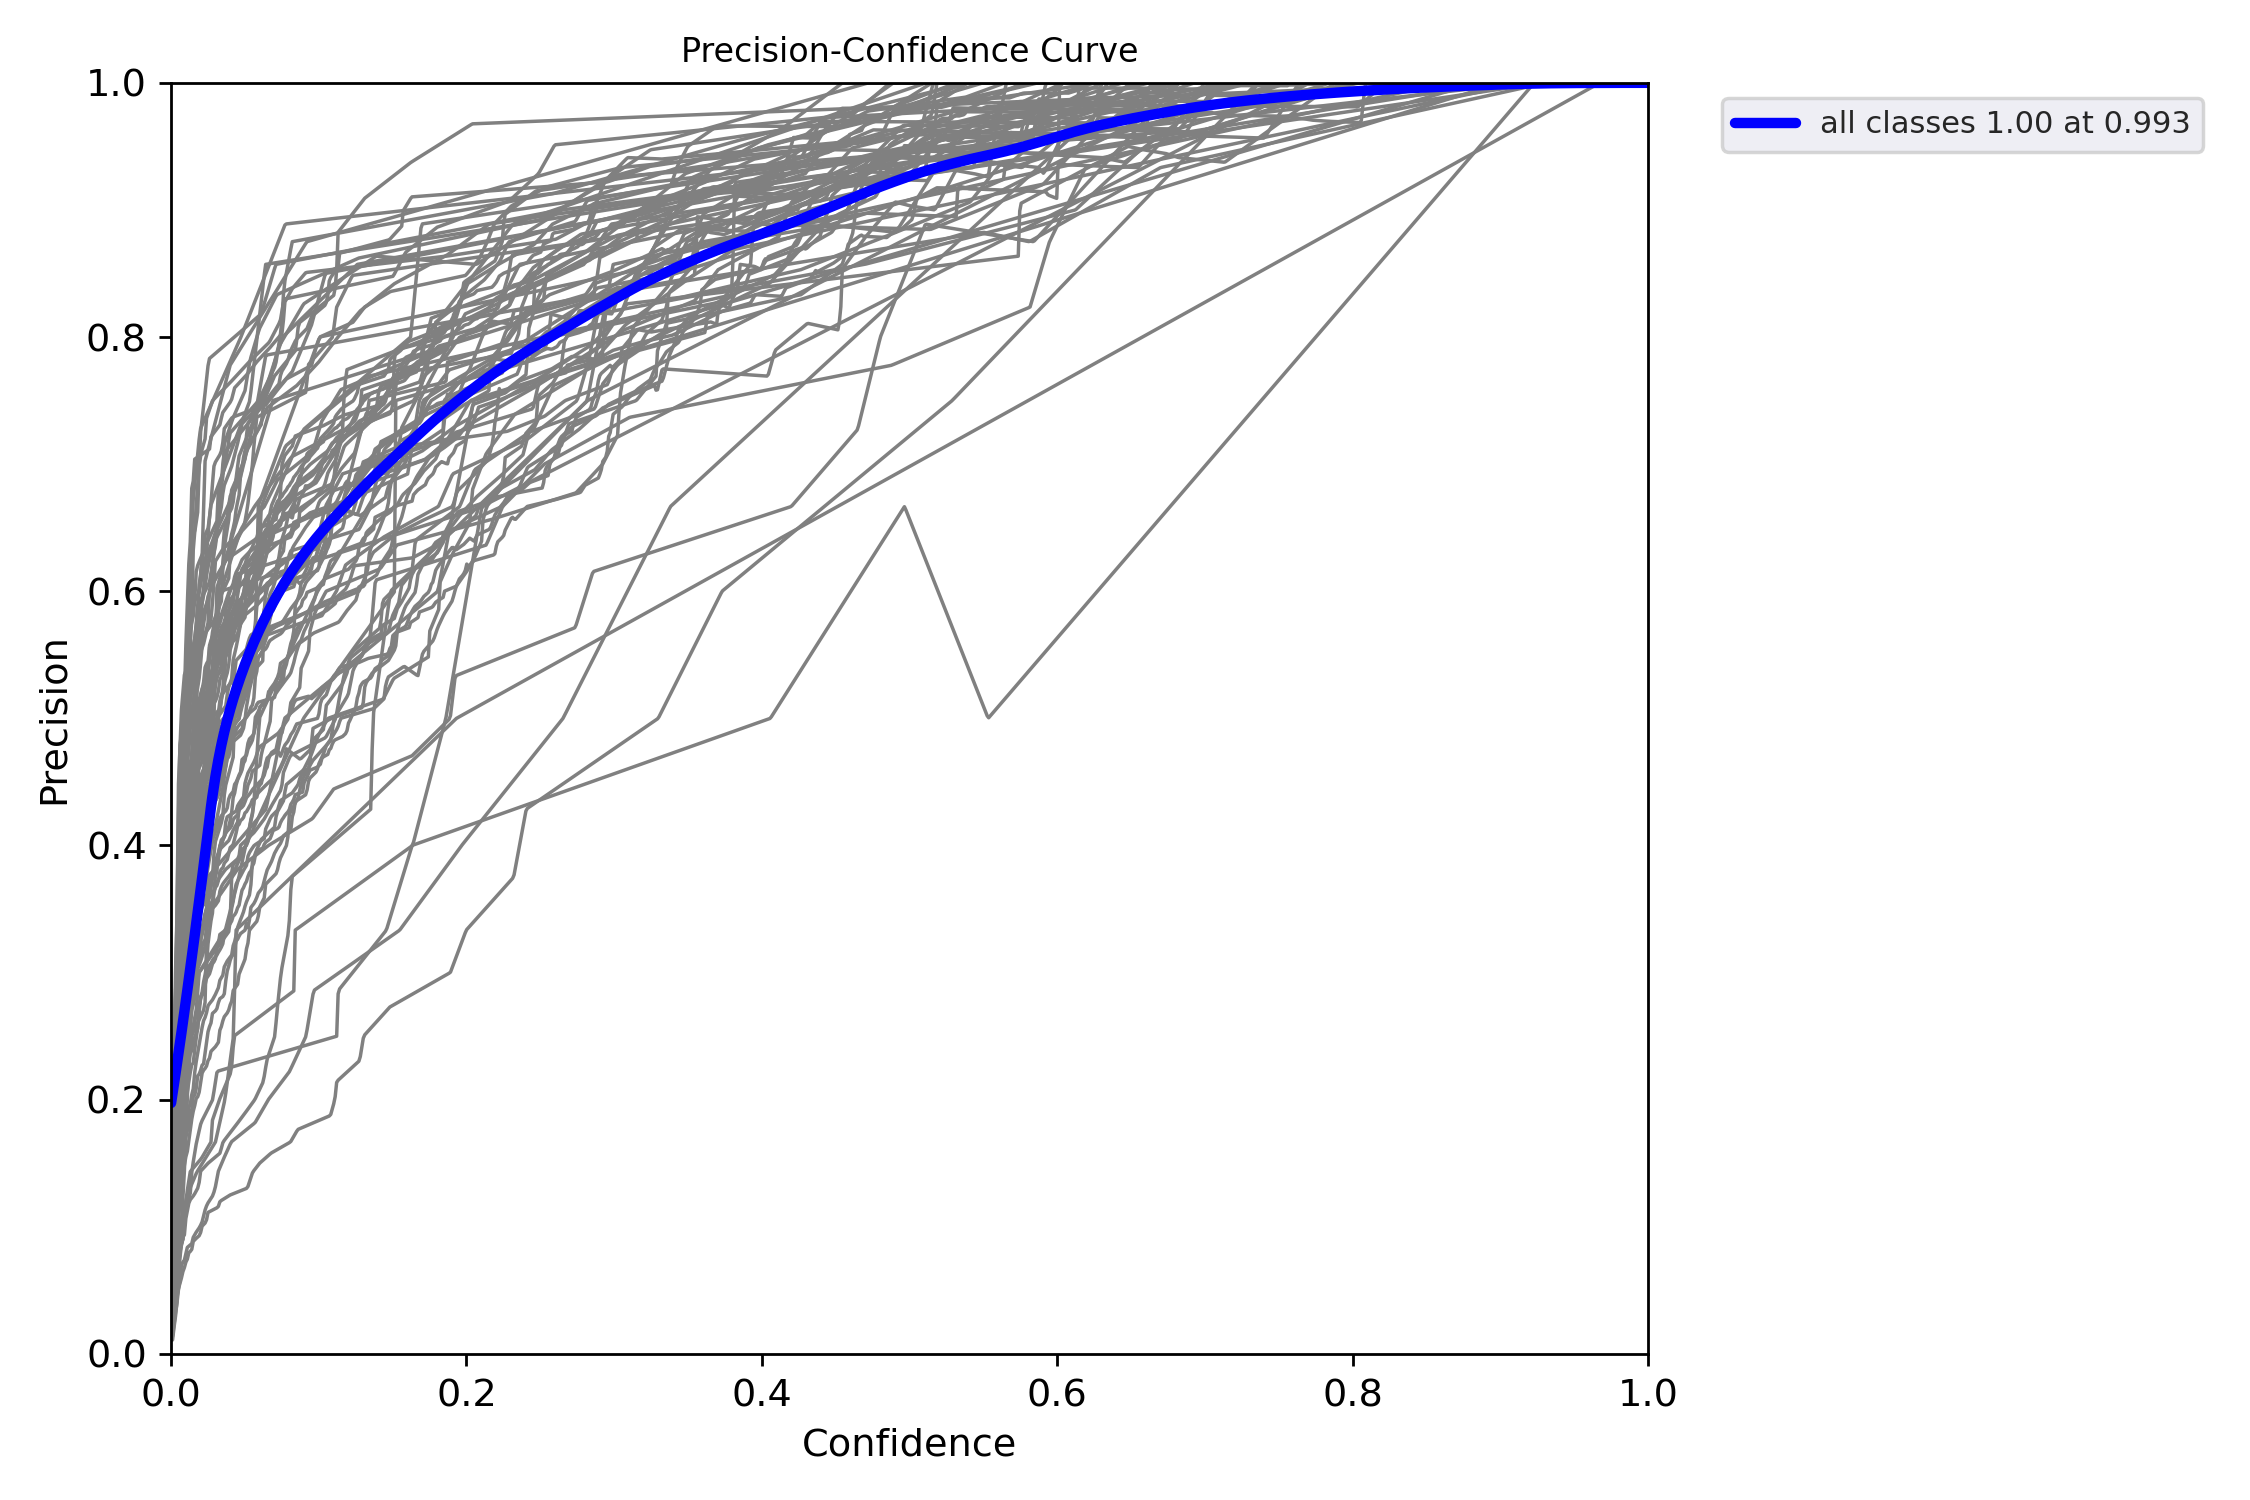 Precision-Confidence Curve
1.0
0.8
0.6
0.4
0.2
0.0
Precision
0.0 0.2 0.4 0.6 0.8 1.0
Confidence
all classes 1.00 at 0.993